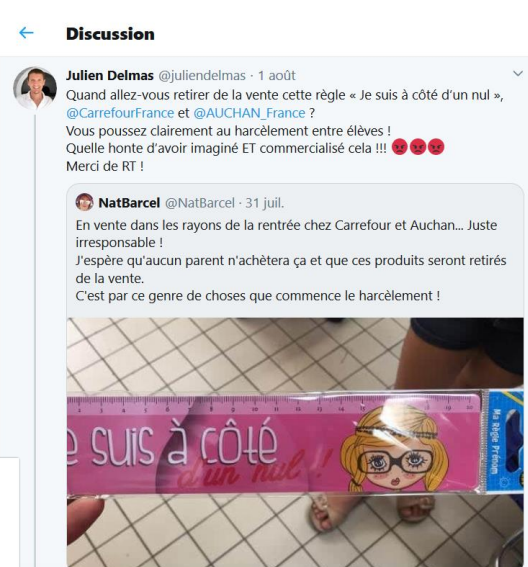 Discussion
Julien Delmas @juliendelmas · 1 août
Quand allez-vous retirer de la vente cette règle « Je suis à côté d'un nul »,
@CarrefourFrance et @AUCHAN_France ?
Vous poussez clairement au harcèlement entre élèves !
Quelle honte d'avoir imaginé ET commercialisé cela !!! 😡😡😡
Merci de RT !
NatBarcel @NatBarcel · 31 juil.
En vente dans les rayons de la rentrée chez Carrefour et Auchan... Juste
irresponsable !
J'espère qu'aucun parent n'achètera ça et que ces produits seront retirés
de la vente.
C'est par ce genre de choses que commence le harcèlement !
e suis à côté
d'un nul !
Ma Règle Prénom